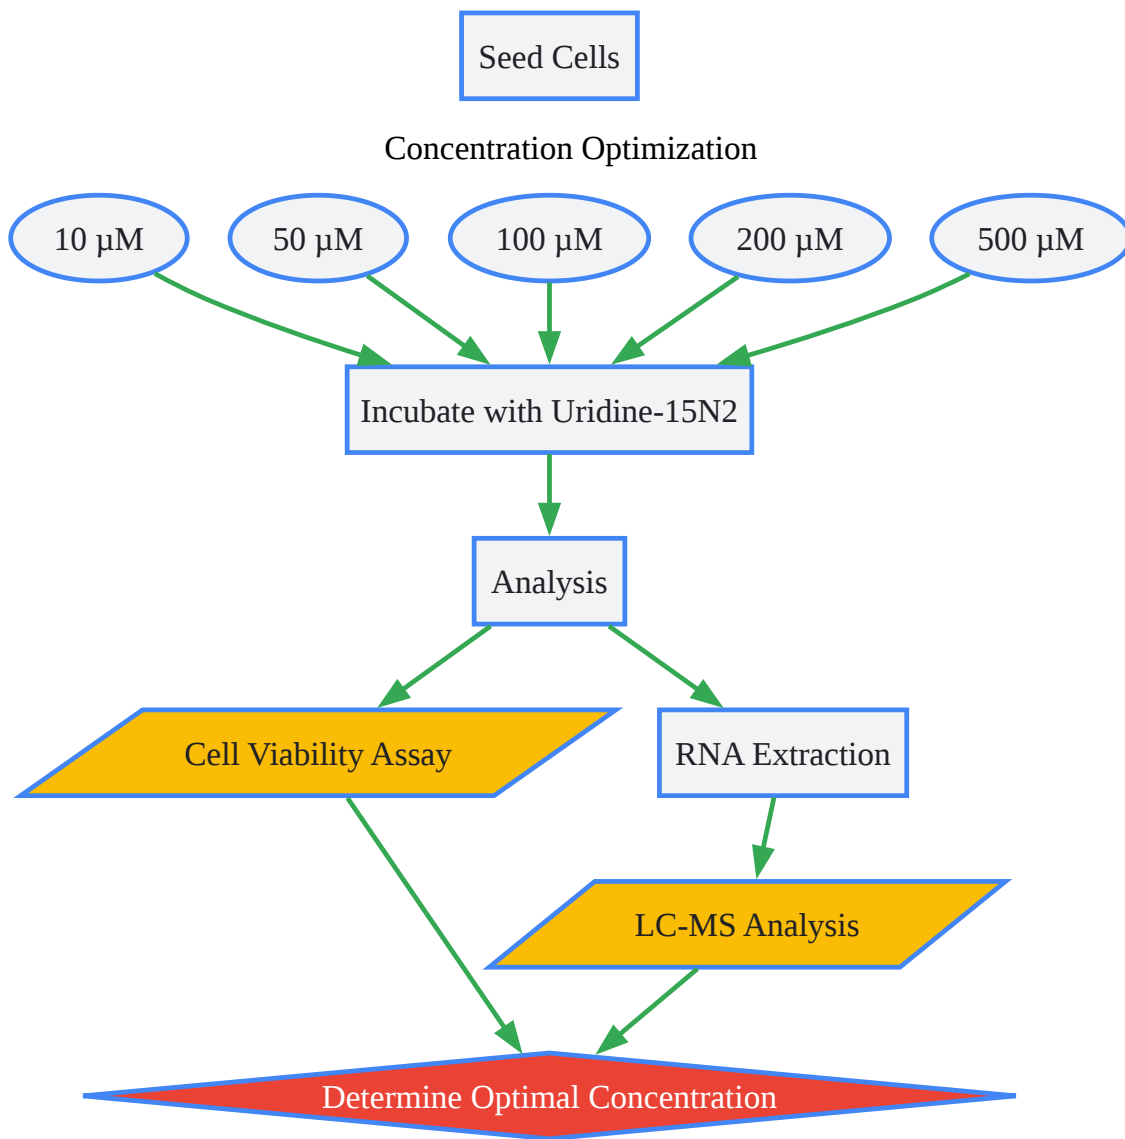 Seed Cells
Concentration Optimization
10 µM
50 µM
100 µM
200 µM
500 µM
Incubate with Uridine-15N2
Analysis
Cell Viability Assay
RNA Extraction
LC-MS Analysis
Determine Optimal Concentration